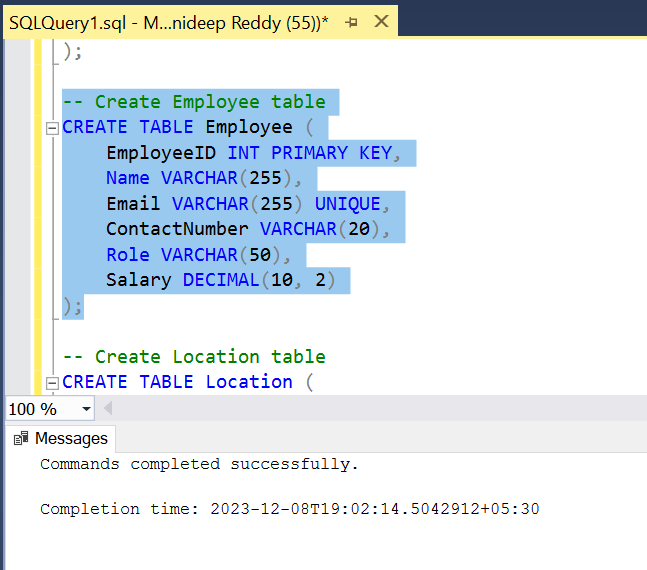 SQLQuery1.sql - M...nideep Reddy (55))*
);
-- Create Employee table
CREATE TABLE Employee (
EmployeeID INT PRIMARY KEY,
Name VARCHAR(255),
Email VARCHAR(255) UNIQUE,
ContactNumber VARCHAR(20),
Role VARCHAR(50),
Salary DECIMAL(10, 2)
);
-- Create Location table
CREATE TABLE Location (
100 %
Messages
Commands completed successfully.
Completion time: 2023-12-08T19:02:14.5042912+05:30